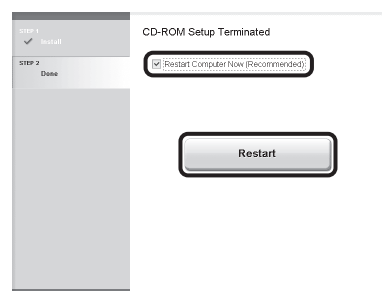 STEP 1
Install
STEP 2
Done
CD-ROM Setup Terminated
Restart Computer Now (Recommended):
Restart